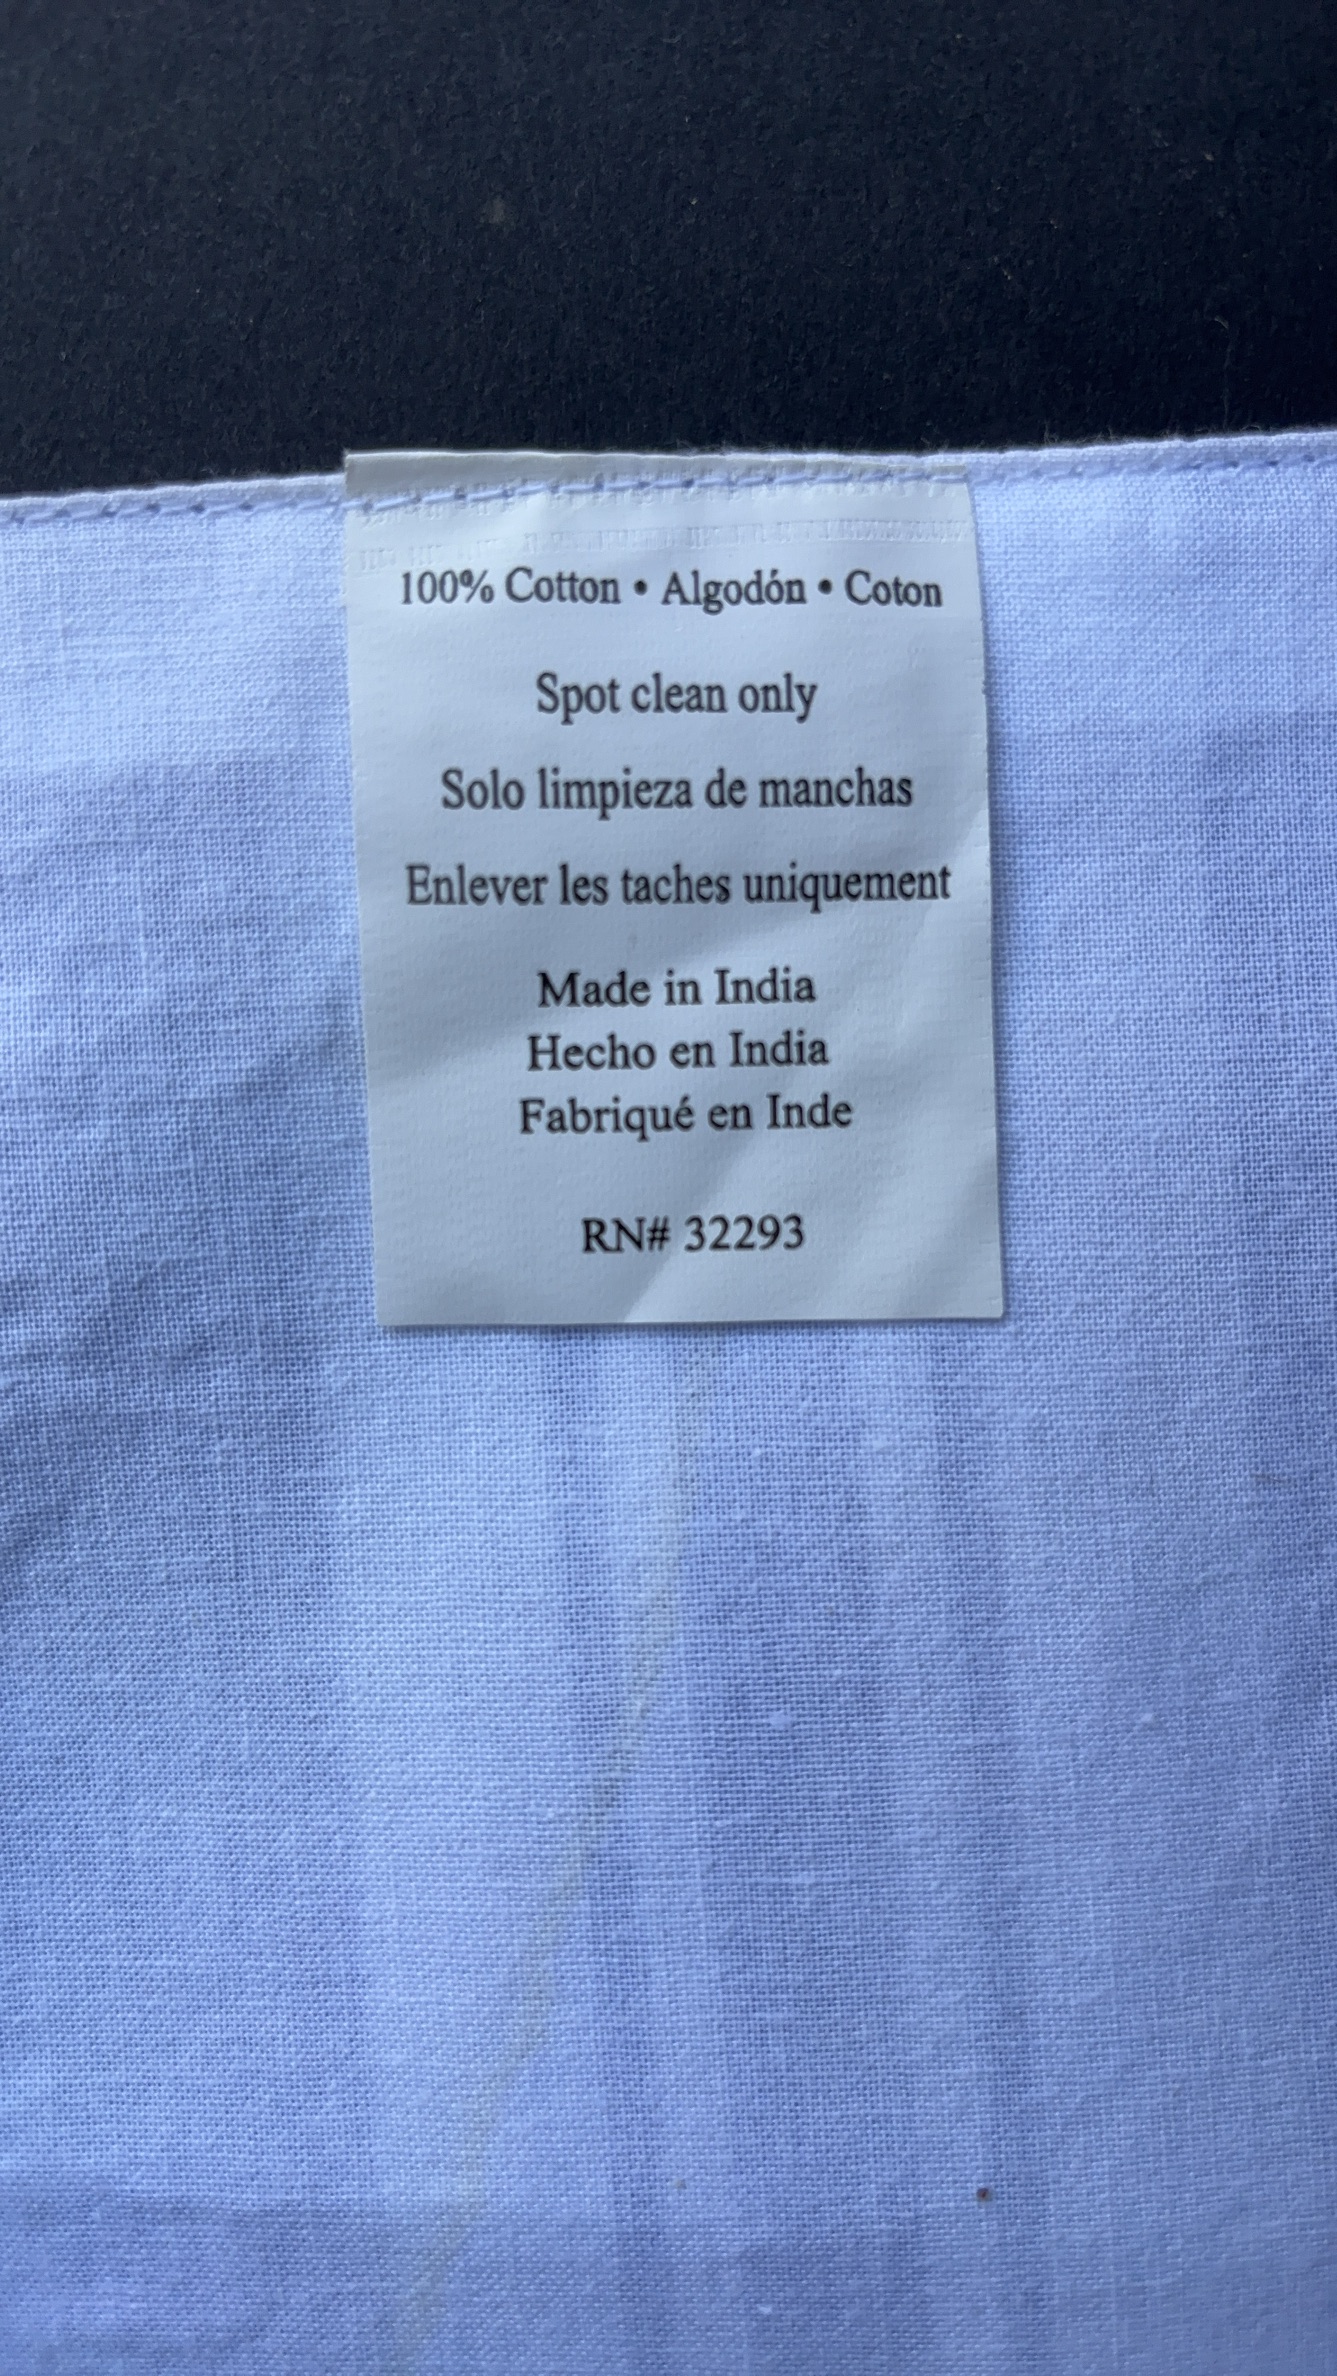 100% Cotton • Algodón • Coton
Spot clean only
Solo limpieza de manchas
Enlever les taches uniquement
Made in India
Hecho en India
Fabriqué en Inde
RN# 32293